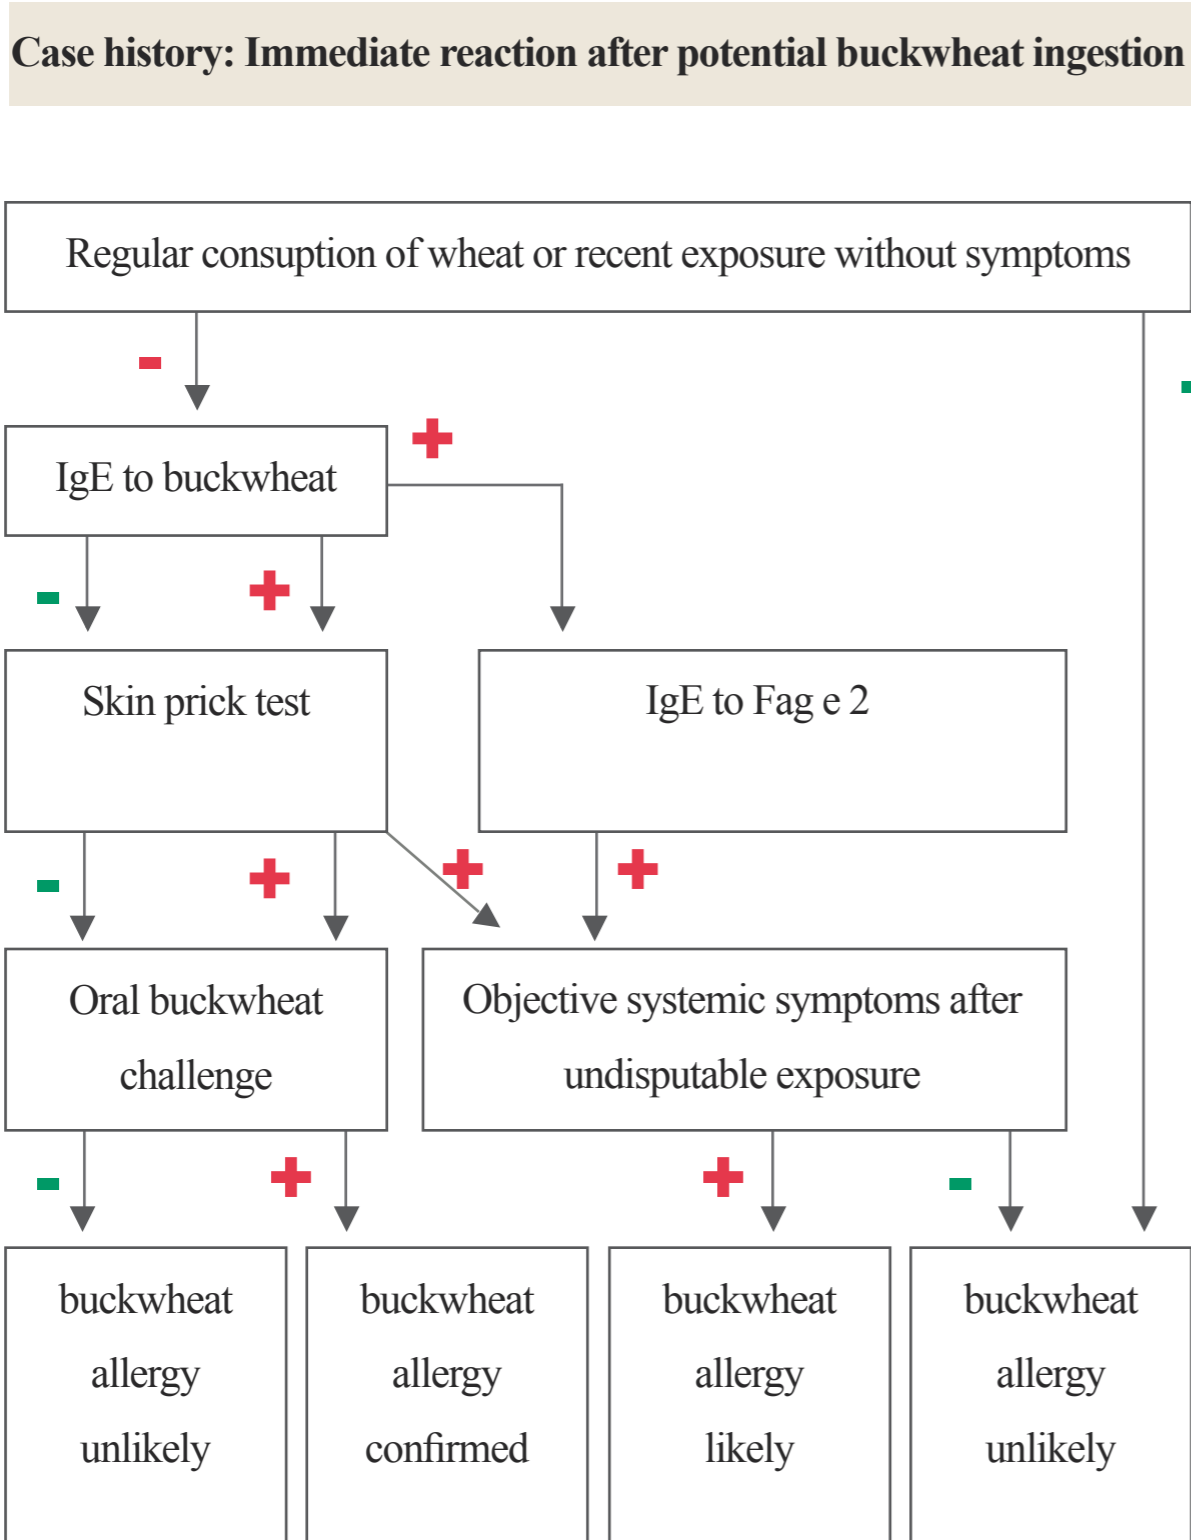 Case history: Immediate reaction after potential buckwheat ingestion
Regular consuption of wheat or recent exposure without symptoms
-
-
IgE to buckwheat
+
-
+
Skin prick test
IgE to Fag e 2
-
+
+
+
Oral buckwheat
challenge
Objective systemic symptoms after
undisputable exposure
-
+
+
-
buckwheat
allergy
unlikely
buckwheat
allergy
confirmed
buckwheat
allergy
likely
buckwheat
allergy
unlikely